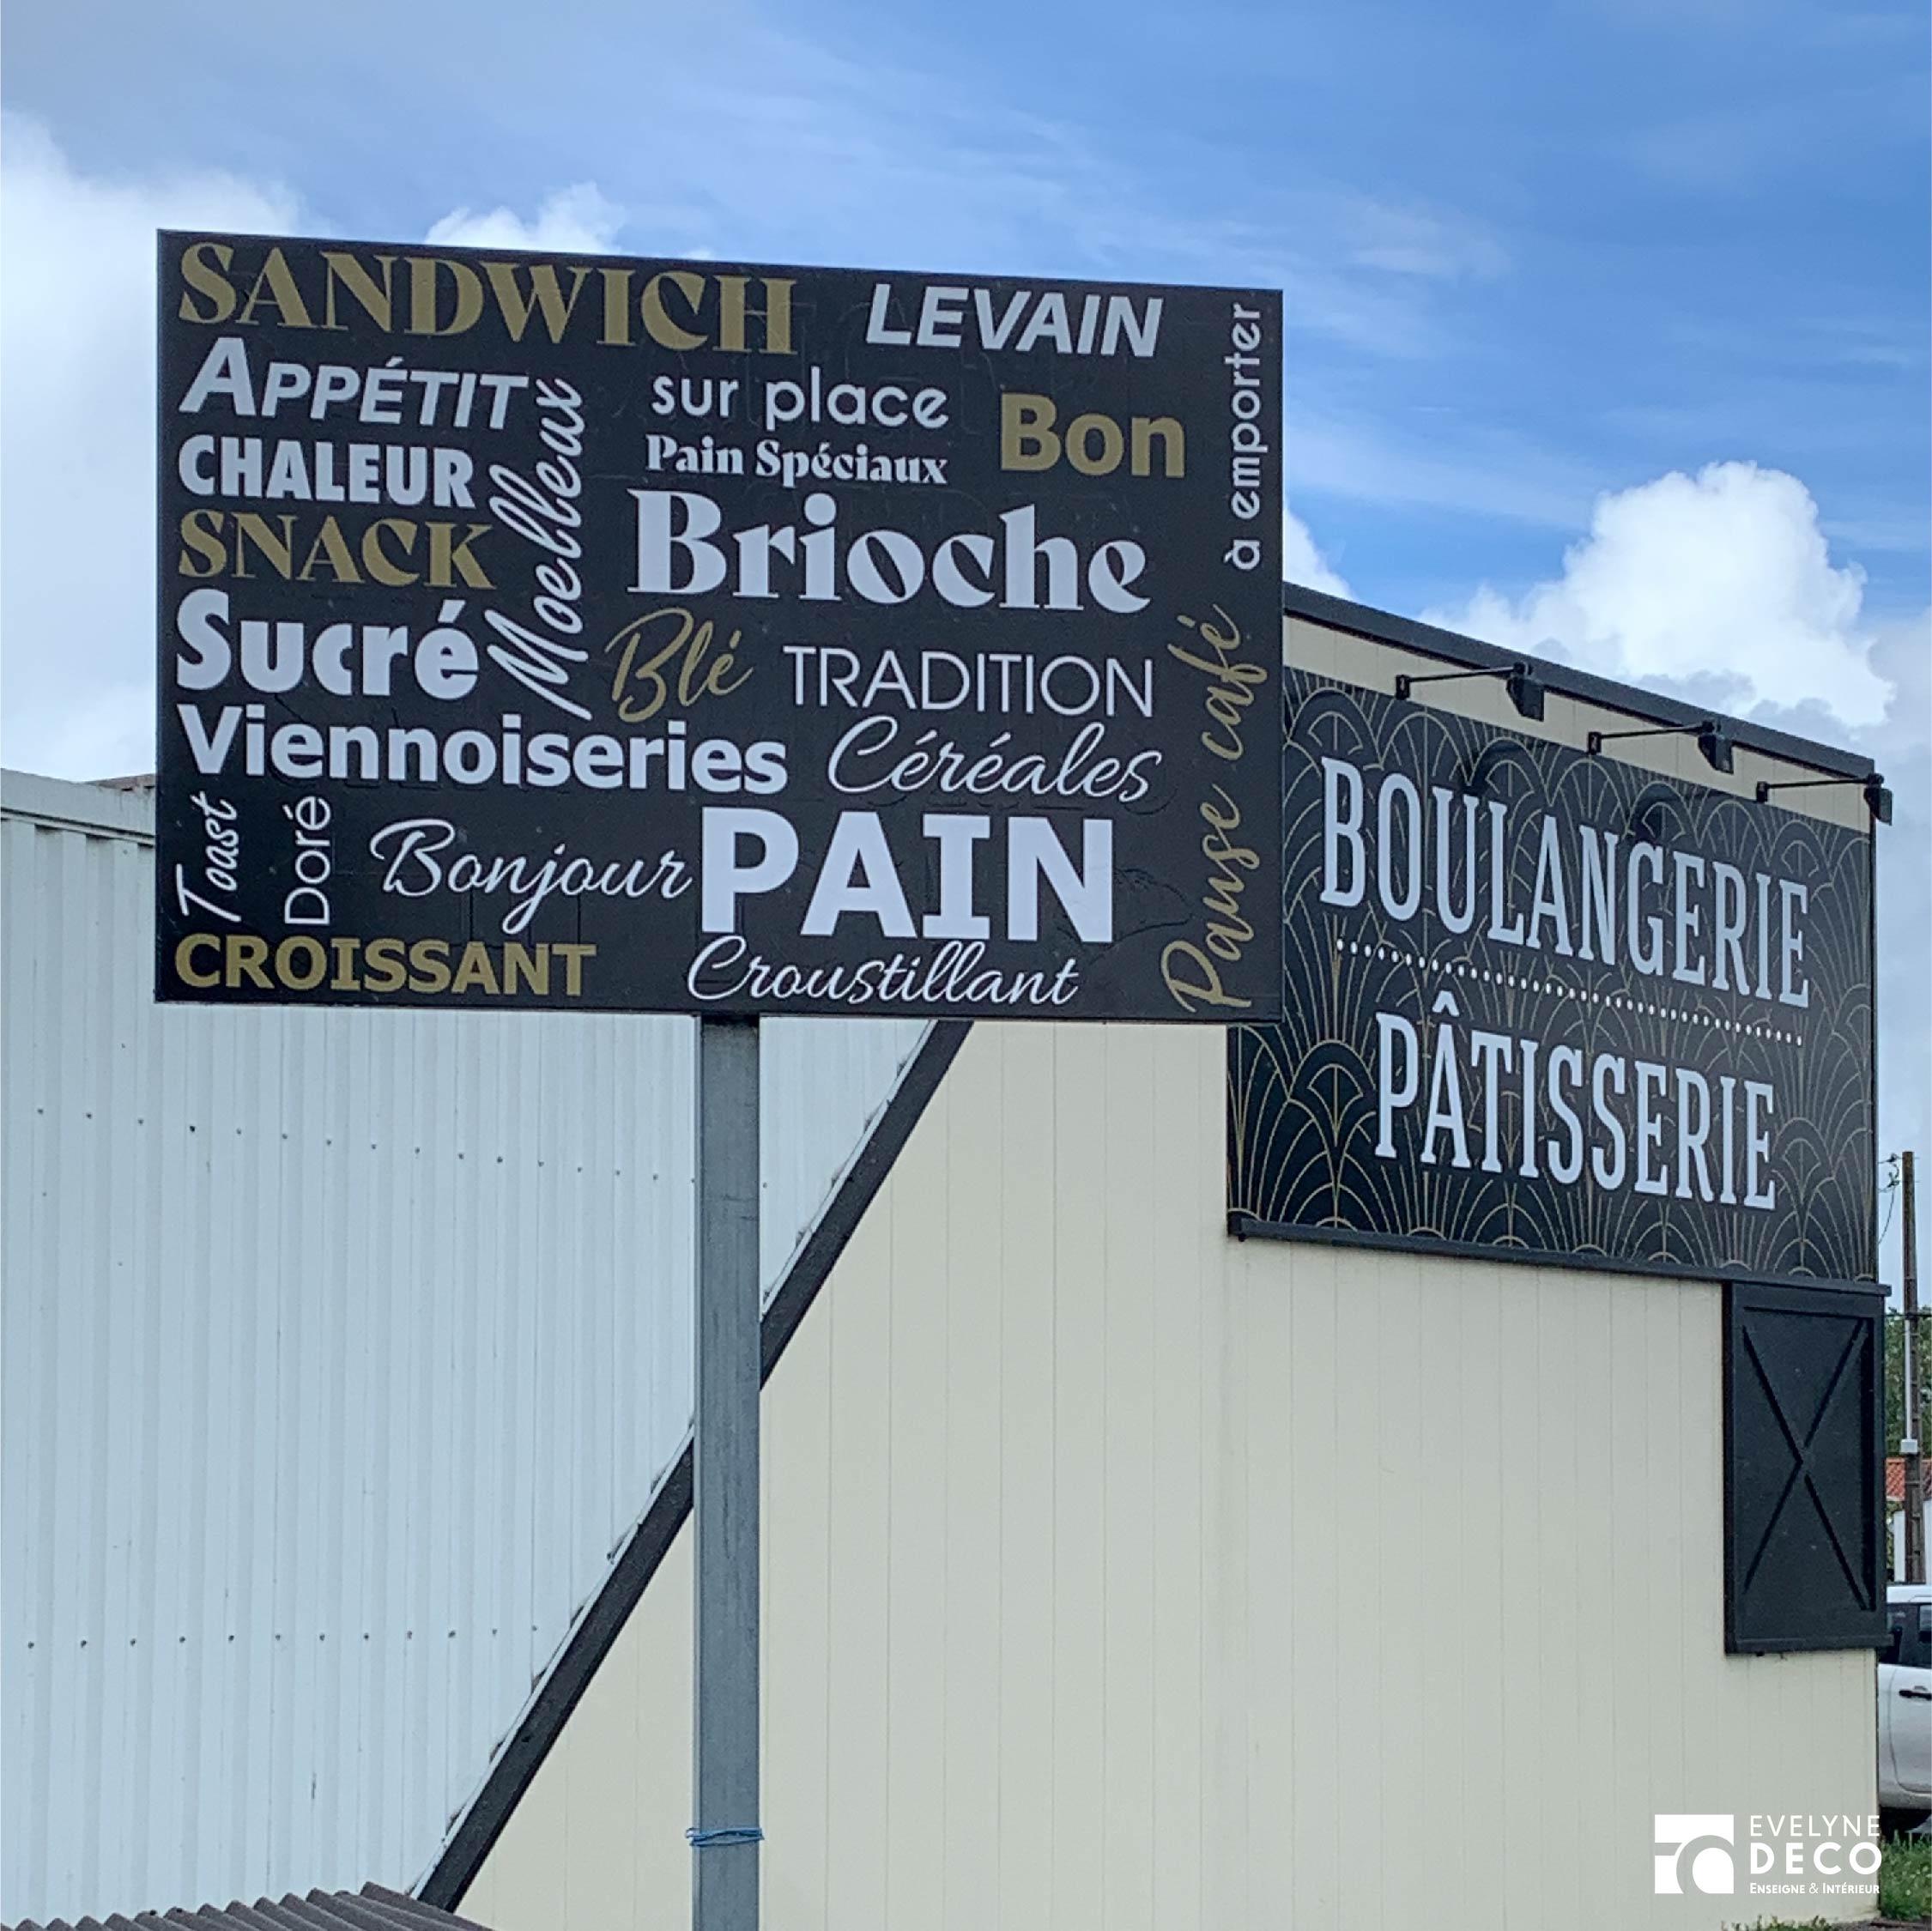 SANDWICH
LEVAIN
à emporter
APPÉTIT
sur place
Bon
CHALEUR
Moelleux
Pain Spéciaux
SNACK
Brioche
Sucré
Blé
TRADITION
Pause café
Viennoiseries
Céréales
Toast
Doré
Bonjour
PAIN
CROISSANT
Croustillant
BOULANGERIE
PÂTISSERIE
EVELYNE
DECO
ENSEIGNE & INTÉRIEUR